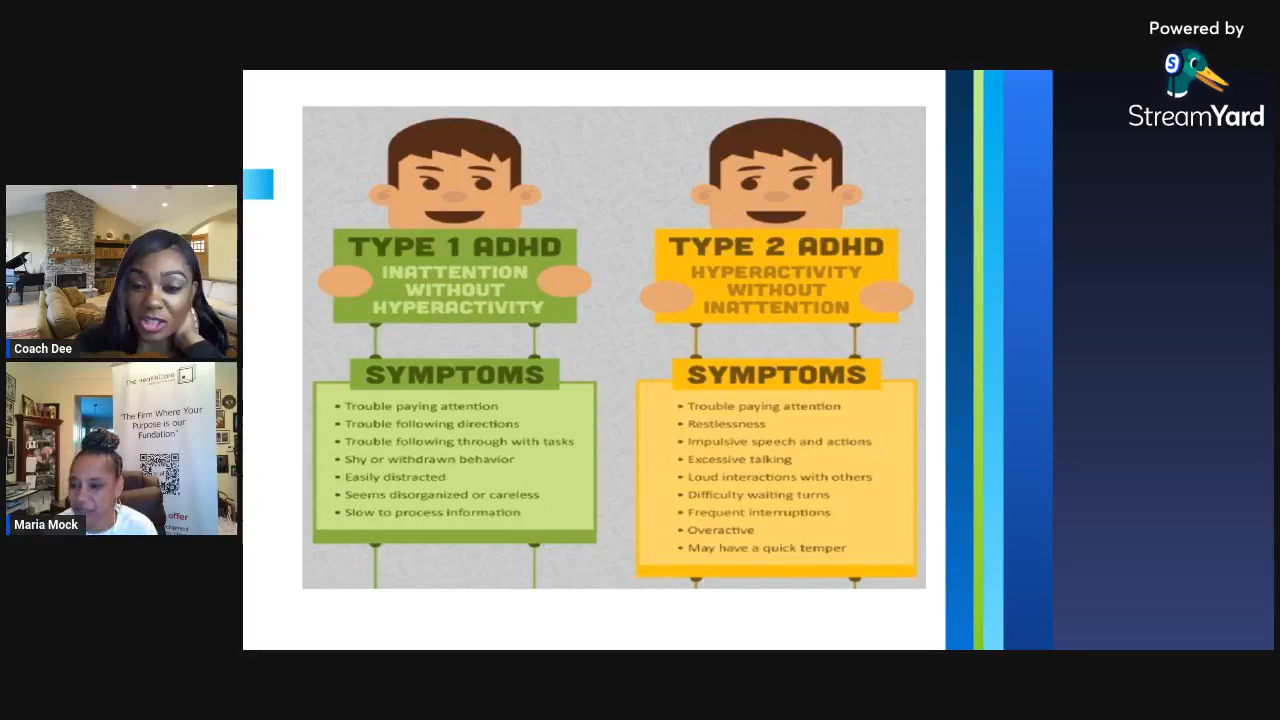 Powered by
StreamYard
TYPE 1 ADHD
INATTENTION
WITHOUT
HYPERACTIVITY
SYMPTOMS
• Trouble paying attention
• Trouble following directions
• Trouble following through with tasks
• Shy or withdrawn behavior
• Easily distracted
• Seems disorganized or careless
• Slow to process information
TYPE 2 ADHD
HYPERACTIVITY
WITHOUT
INATTENTION
SYMPTOMS
• Trouble paying attention
• Restlessness
• Impulsive speech and actions
• Excessive talking
• Loud interactions with others
• Difficulty waiting turns
• Frequent interruptions
• Overactive
• May have a quick temper
Coach Dee
The HealthCare
"The Firm Where Your
Purpose is our
Fundation"
offer
Maria Mock